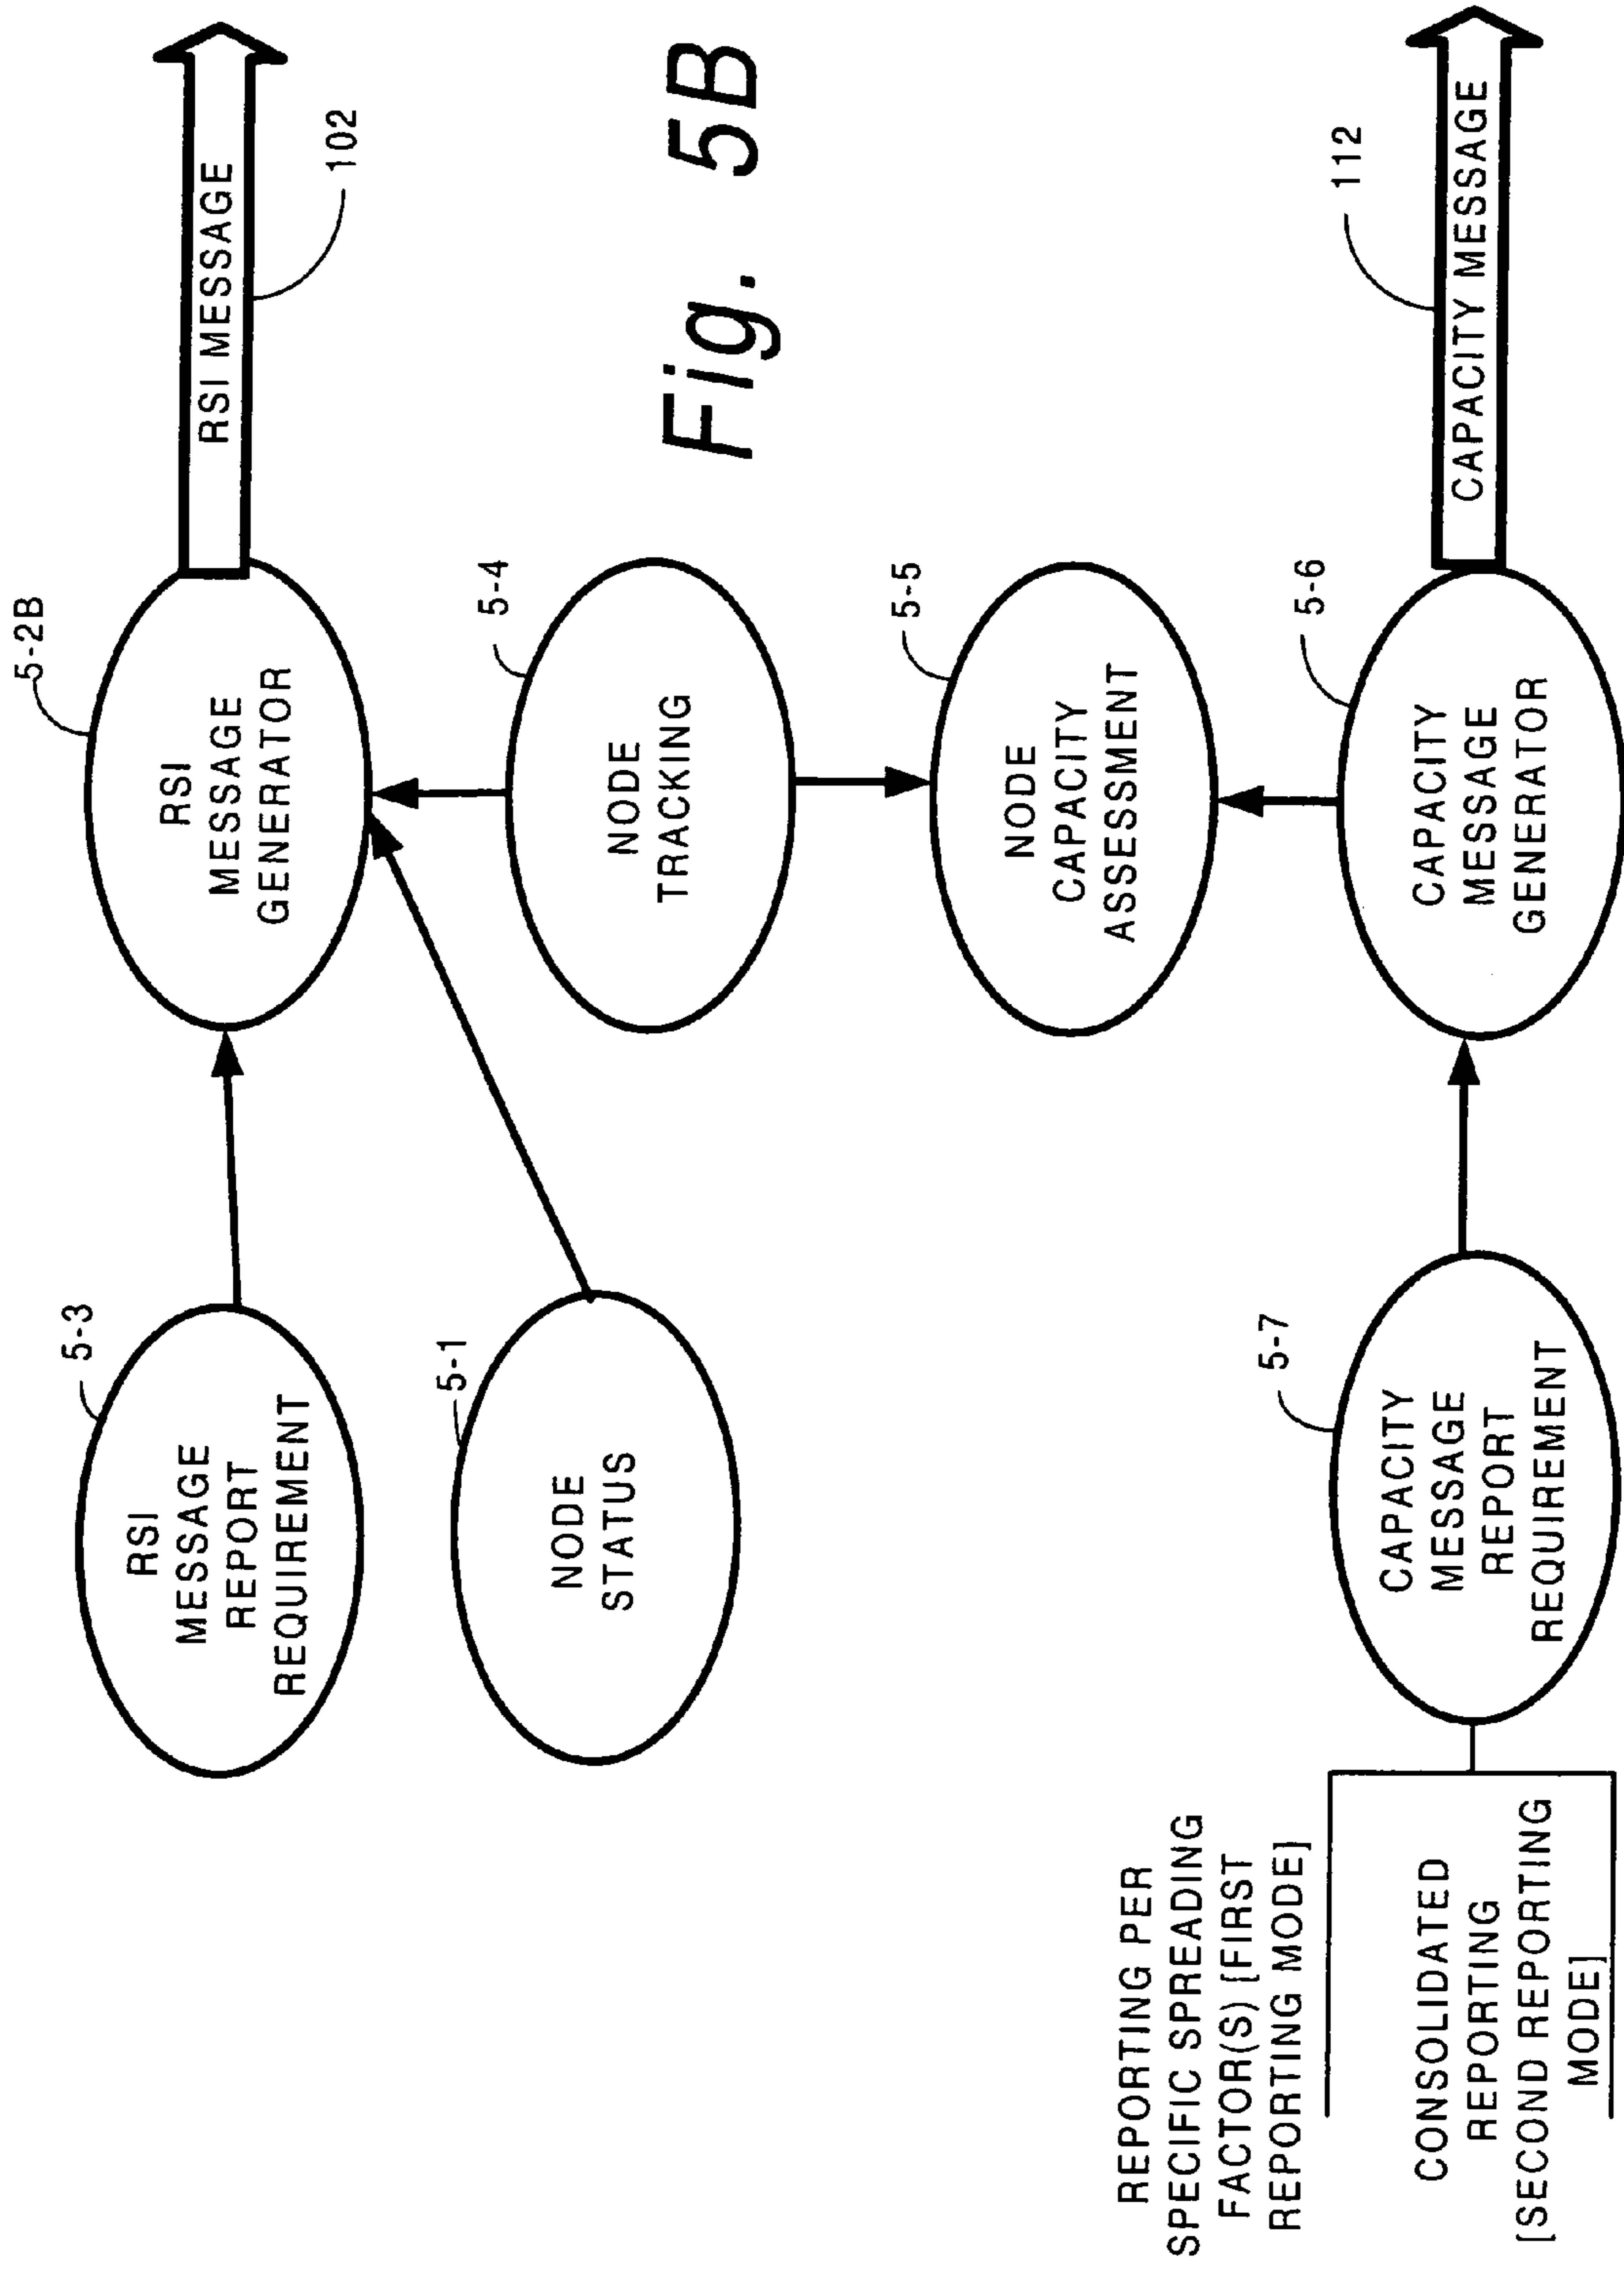 5-3
RSI
MESSAGE
REPORT
REQUIREMENT
5-2B
RSI
MESSAGE
GENERATOR
RSI MESSAGE
102
5-1
NODE
STATUS
5-4
NODE
TRACKING
Fig. 5B
5-5
NODE
CAPACITY
ASSESSMENT
REPORTING PER
SPECIFIC SPREADING
FACTOR(S) [FIRST
REPORTING MODE]
CONSOLIDATED
REPORTING
[SECOND REPORTING
MODE]
5-7
CAPACITY
MESSAGE
REPORT
REQUIREMENT
5-6
CAPACITY
MESSAGE
GENERATOR
112
CAPACITY MESSAGE